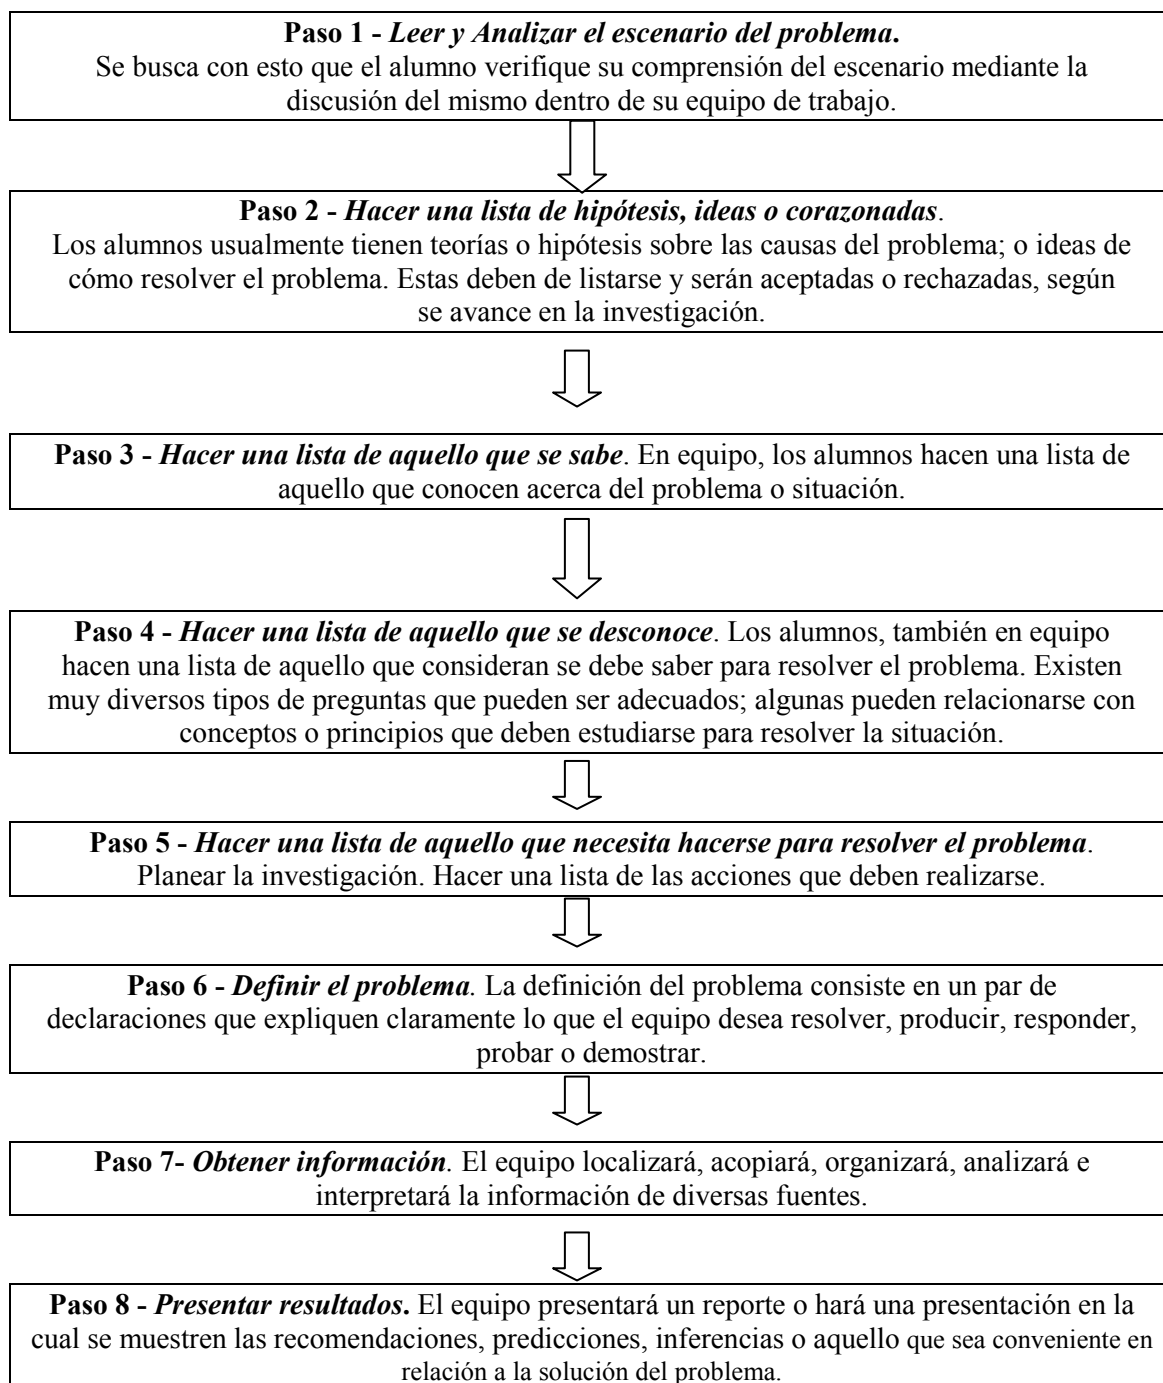 Paso 1 - Leer y Analizar el escenario del problema.
Se busca con esto que el alumno verifique su comprensión del escenario mediante la
discusión del mismo dentro de su equipo de trabajo.
Paso 2 - Hacer una lista de hipótesis, ideas o corazonadas.
Los alumnos usualmente tienen teorías o hipótesis sobre las causas del problema; o ideas de
cómo resolver el problema. Estas deben de listarse y serán aceptadas o rechazadas, según
se avance en la investigación.
Paso 3 - Hacer una lista de aquello que se sabe. En equipo, los alumnos hacen una lista de
aquello que conocen acerca del problema o situación.
Paso 4 - Hacer una lista de aquello que se desconoce. Los alumnos, también en equipo
hacen una lista de aquello que consideran se debe saber para resolver el problema. Existen
muy diversos tipos de preguntas que pueden ser adecuados; algunas pueden relacionarse con
conceptos o principios que deben estudiarse para resolver la situación.
Paso 5 - Hacer una lista de aquello que necesita hacerse para resolver el problema.
Planear la investigación. Hacer una lista de las acciones que deben realizarse.
Paso 6 - Definir el problema. La definición del problema consiste en un par de
declaraciones que expliquen claramente lo que el equipo desea resolver, producir, responder,
probar o demostrar.
Paso 7- Obtener información. El equipo localizará, acopiará, organizará, analizará e
interpretará la información de diversas fuentes.
Paso 8 - Presentar resultados. El equipo presentará un reporte o hará una presentación en la
cual se muestren las recomendaciones, predicciones, inferencias o aquello que sea conveniente en
relación a la solución del problema.